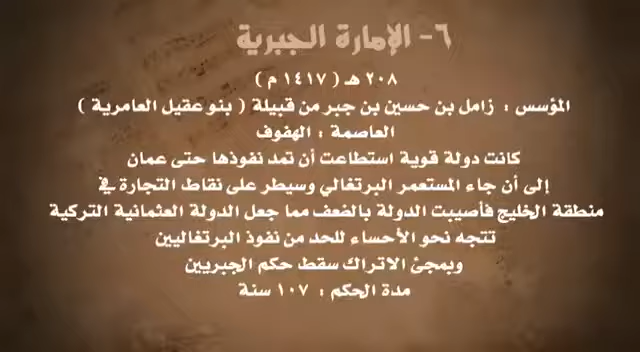 ٦- الإمارة الجبرية
٢٠٨ هـ ( ١٤١٧ م )
المؤسس : زامل بن حسين بن جبر من قبيلة ( بنو عقيل العامرية )
العاصمة : الهفوف
كانت دولة قوية استطاعت أن تمد نفوذها حتى عمان
إلى أن جاء المستعمر البرتغالي وسيطر على نقاط التجارة في
منطقة الخليج فأصيبت الدولة بالضعف مما جعل الدولة العثمانية التركية
تتجه نحو الأحساء للحد من نفوذ البرتغاليين
وبمجئ الاتراك سقط حكم الجبريين
مدة الحكم : ١٠٧ سنة